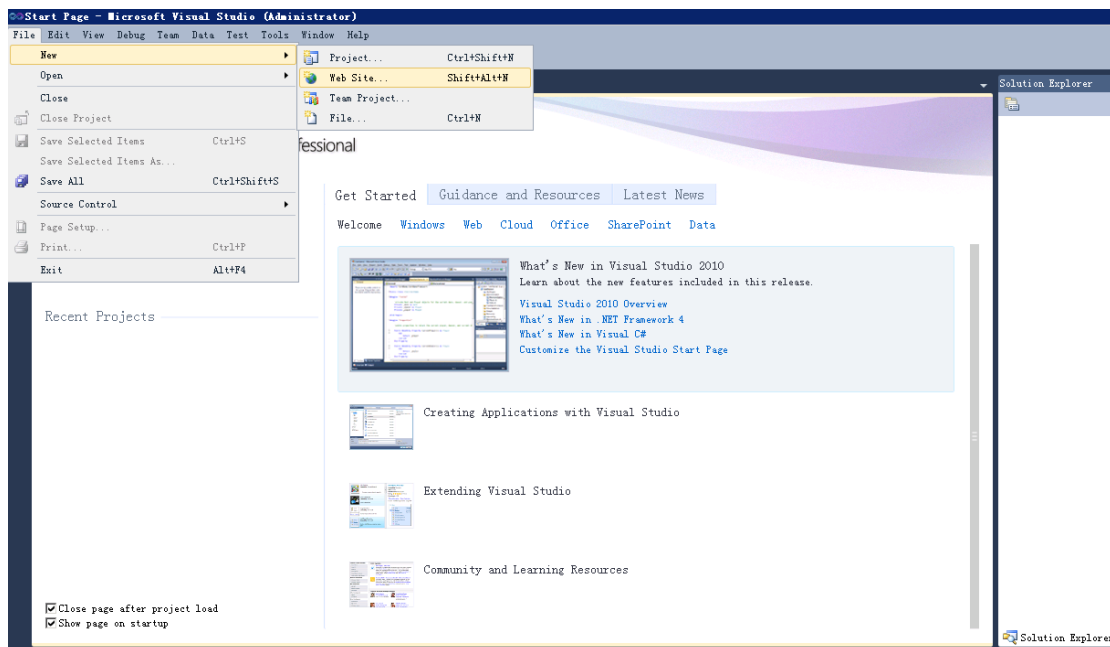 Start Page - Microsoft Visual Studio (Administrator)
File Edit View Debug Team Data Test Tools Window Help
New
Open
Close
Close Project
Save Selected Items Ctrl+S
Save Selected Items As...
Save All Ctrl+Shift+S
Source Control
Page Setup...
Print... Ctrl+P
Exit Alt+F4
Project... Ctrl+Shift+N
Web Site... Shift+Alt+N
Team Project...
File... Ctrl+N
fessional
Recent Projects
Close page after project load
Show page on startup
Get Started Guidance and Resources Latest News
Welcome Windows Web Cloud Office SharePoint Data
What's New in Visual Studio 2010
Learn about the new features included in this release.
Visual Studio 2010 Overview
What's New in .NET Framework 4
What's New in Visual C#
Customize the Visual Studio Start Page
Creating Applications with Visual Studio
Extending Visual Studio
Community and Learning Resources
Solution Explorer
Solution Explorer